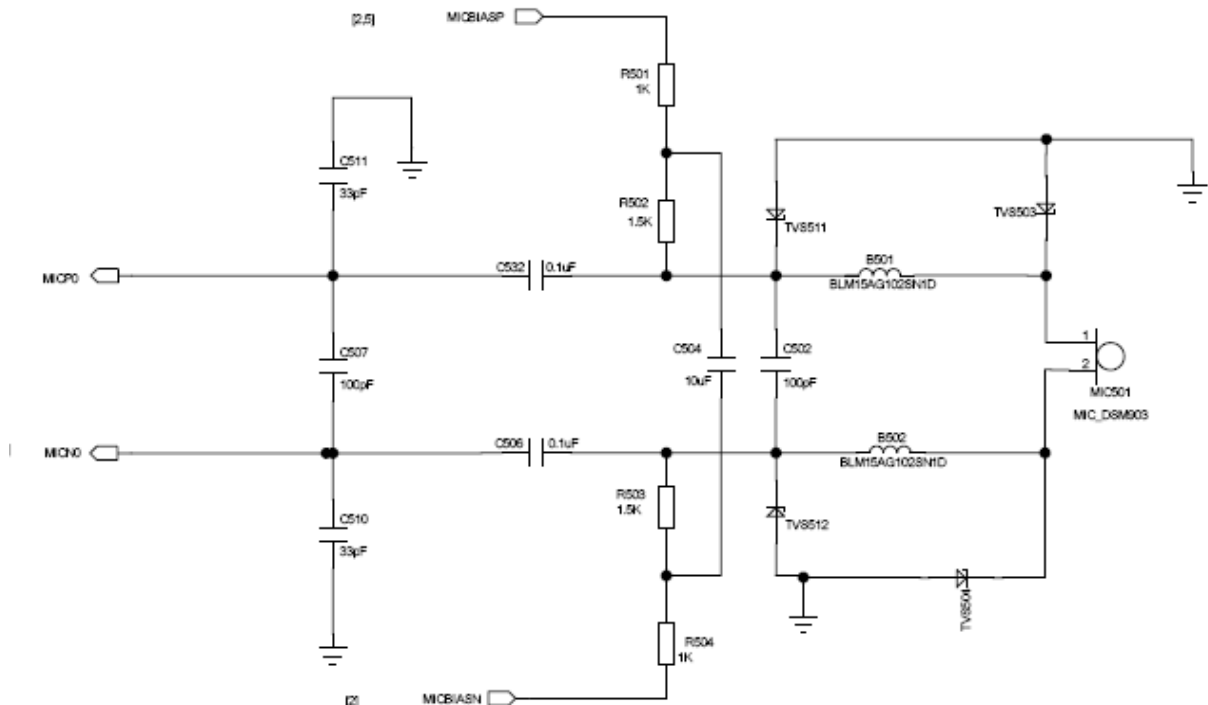 [2,5]
MICBIASP
R501
1K
C511
33pF
R502
1.5K
TVS511
TVS503
MICP0
C532
0.1uF
B501
BLM15AG102SN1D
C507
100pF
C504
10uF
C502
100pF
1
2
MIC501
MIC_DSM903
MICN0
C506
0.1uF
B502
BLM15AG102SN1D
R503
1.5K
C510
33pF
TVS512
TVS504
R504
1K
[2]
MICBIASN